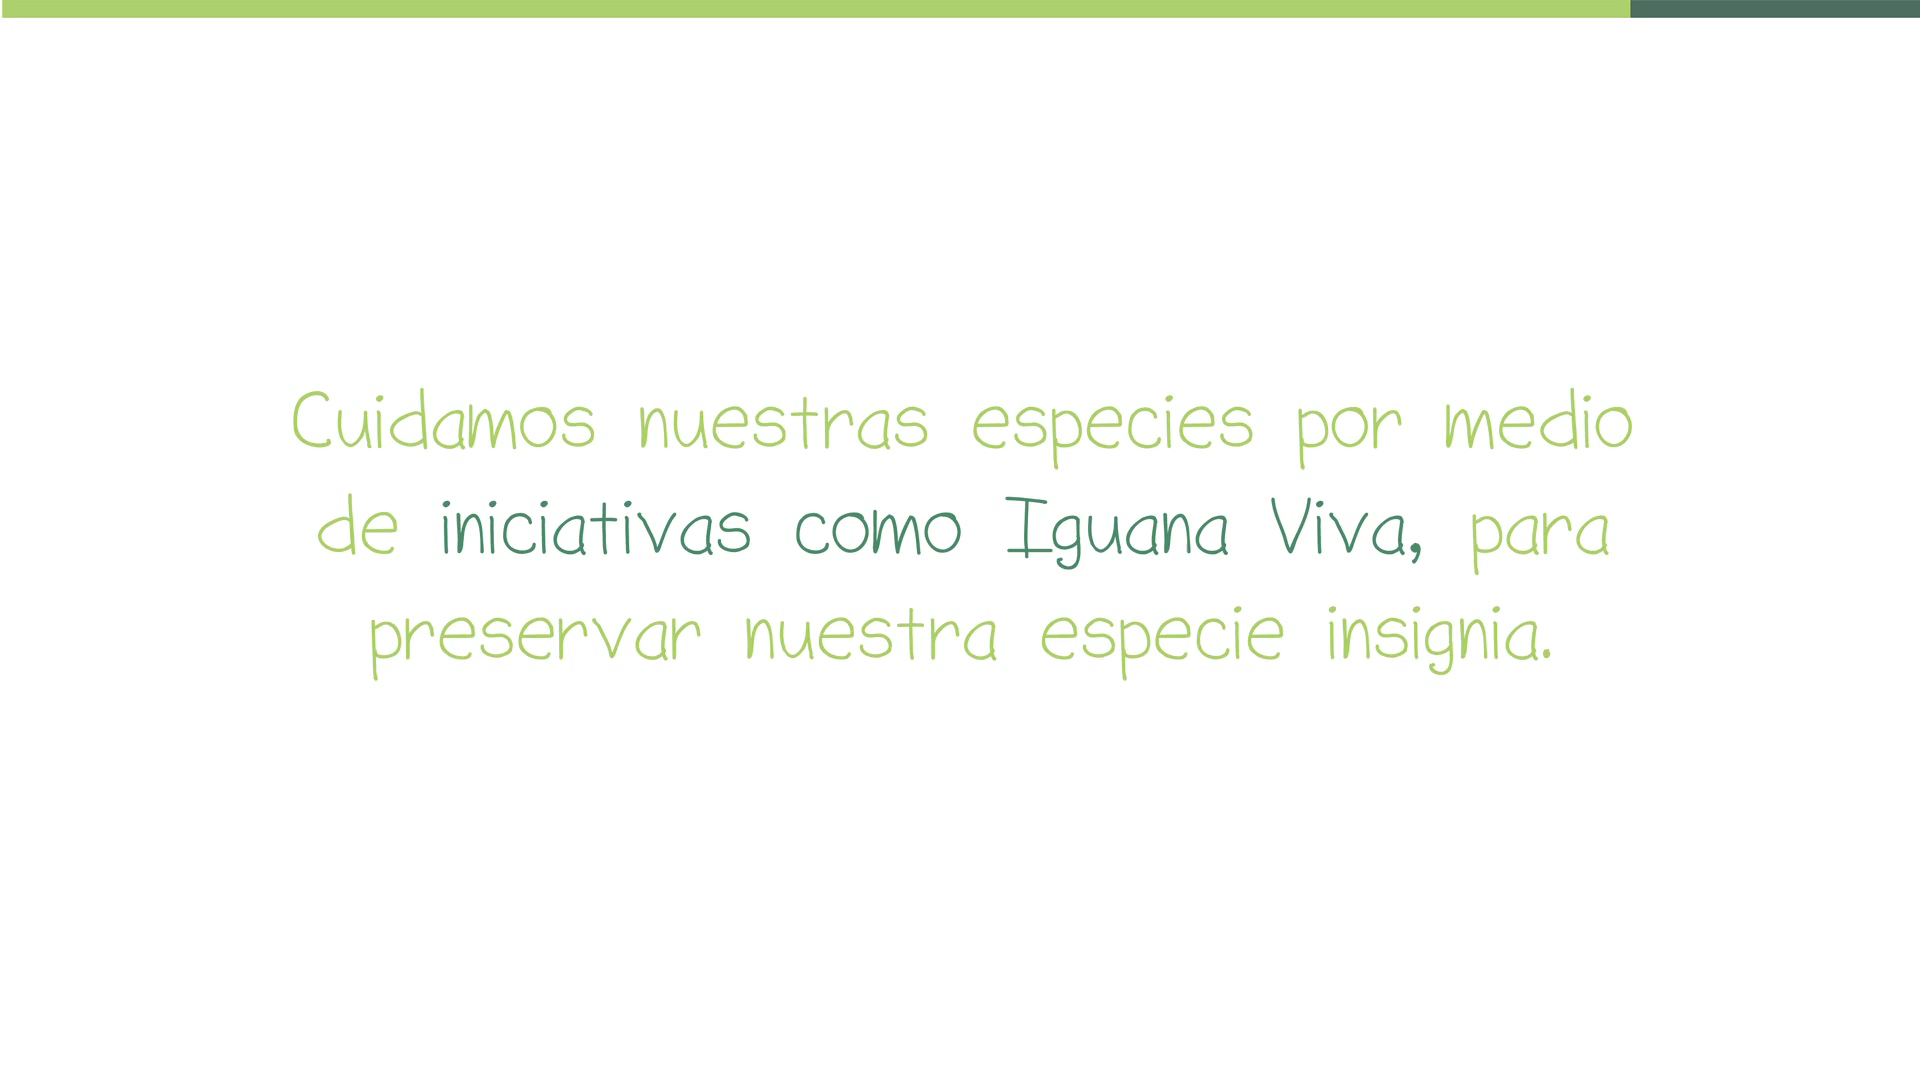 Cuidamos nuestras especies por medio
de iniciativas como Iguana Viva, para
preservar nuestra especie insignia.